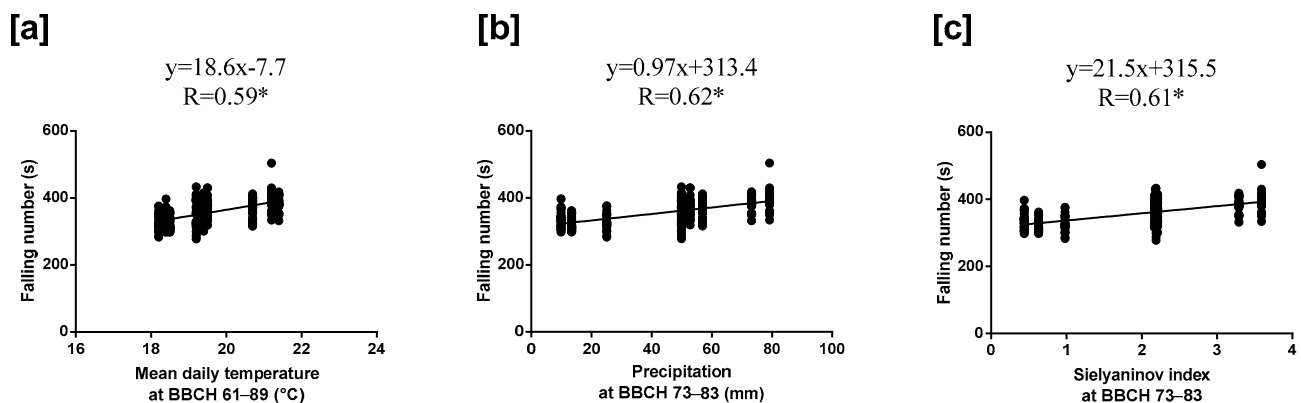 [a]
y=18.6x-7.7
R=0.59*
600
400
200
0
Falling number (s)
16
18
20
22
24
Mean daily temperature
at BBCH 61–89 (°C)
[b]
y=0.97x+313.4
R=0.62*
600
400
200
0
Falling number (s)
0
20
40
60
80
100
Precipitation
at BBCH 73–83 (mm)
[c]
y=21.5x+315.5
R=0.61*
600
400
200
0
Falling number (s)
0
1
2
3
4
Sielyaninov index
at BBCH 73–83